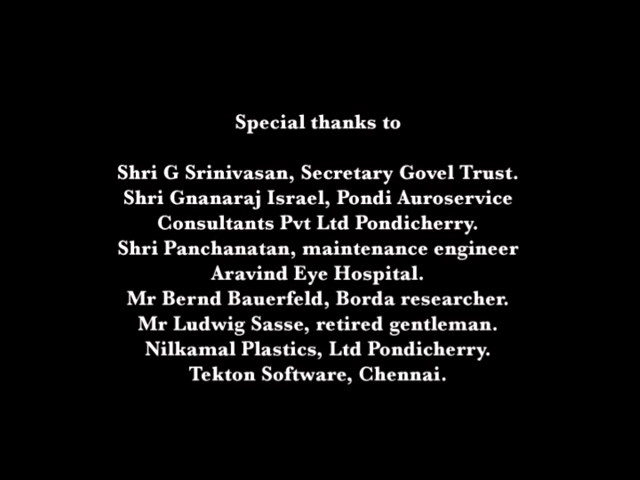 Special thanks to
Shri G Srinivasan, Secretary Govel Trust.
Shri Gnanaraj Israel, Pondi Auroservice
Consultants Pvt Ltd Pondicherry.
Shri Panchanatan, maintenance engineer
Aravind Eye Hospital.
Mr Bernd Bauerfeld, Borda researcher.
Mr Ludwig Sasse, retired gentleman.
Nilkamal Plastics, Ltd Pondicherry.
Tekton Software, Chennai.